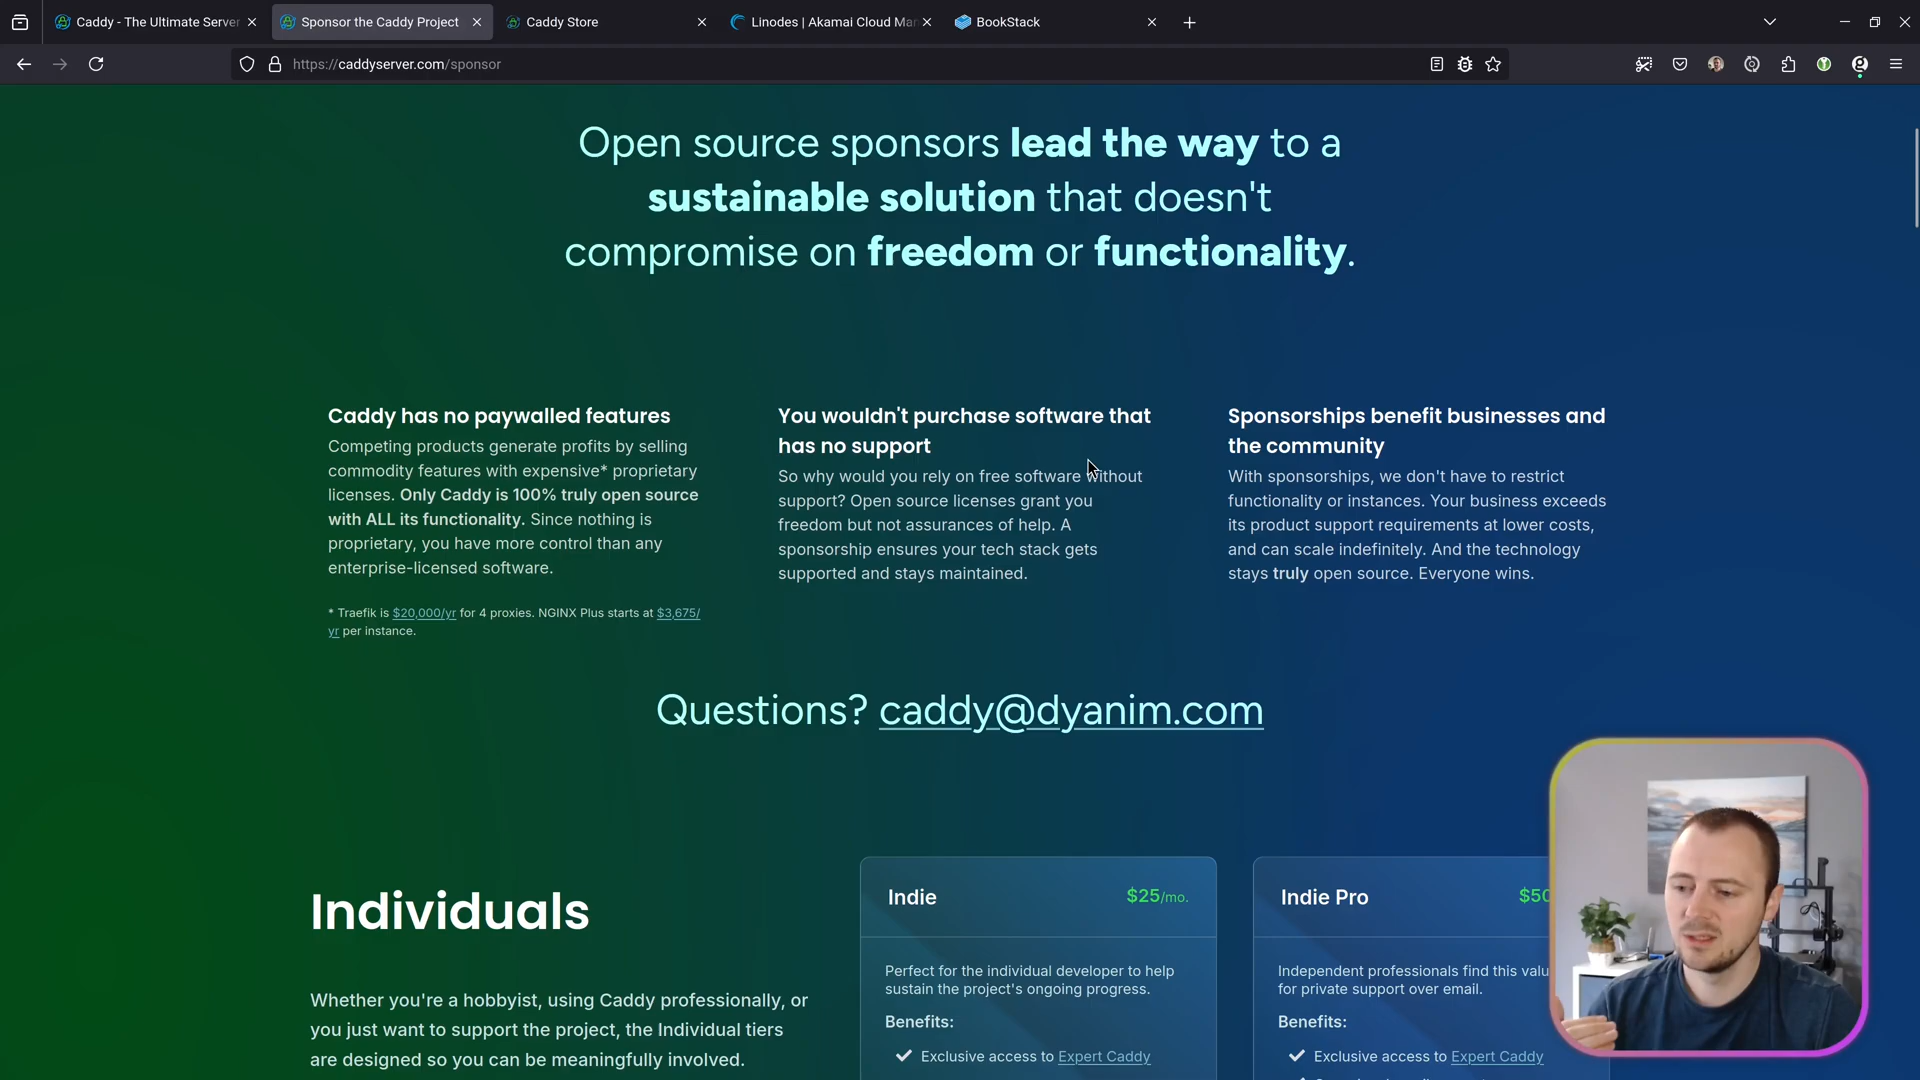 Caddy - The Ultimate Server
Sponsor the Caddy Project
Caddy Store
Linodes | Akamai Cloud Man
BookStack
https://caddyserver.com/sponsor
Open source sponsors lead the way to a
sustainable solution that doesn't
compromise on freedom or functionality.
Caddy has no paywalled features
Competing products generate profits by selling
commodity features with expensive* proprietary
licenses. Only Caddy is 100% truly open source
with ALL its functionality. Since nothing is
proprietary, you have more control than any
enterprise-licensed software.
* Traefik is $20,000/yr for 4 proxies. NGINX Plus starts at $3,675/
yr per instance.
You wouldn't purchase software that
has no support
So why would you rely on free software without
support? Open source licenses grant you
freedom but not assurances of help. A
sponsorship ensures your tech stack gets
supported and stays maintained.
Sponsorships benefit businesses and
the community
With sponsorships, we don't have to restrict
functionality or instances. Your business exceeds
its product support requirements at lower costs,
and can scale indefinitely. And the technology
stays truly open source. Everyone wins.
Questions? caddy@dyanim.com
Individuals
Whether you're a hobbyist, using Caddy professionally, or
you just want to support the project, the Individual tiers
are designed so you can be meaningfully involved.
Indie $25/mo.
Perfect for the individual developer to help
sustain the project's ongoing progress.
Benefits:
Exclusive access to Expert Caddy
Indie Pro $50
Independent professionals find this valu
for private support over email.
Benefits:
Exclusive access to Expert Caddy